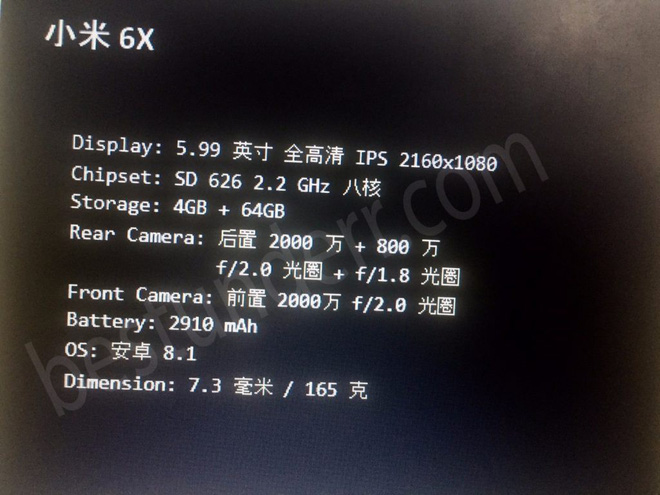 小米 6X
Display: 5.99 英寸 全高清 IPS 2160x1080
Chipset: SD 626 2.2 GHz 八核
Storage: 4GB + 64GB
Rear Camera: 后置 2000 万 + 800 万
f/2.0 光圈 + f/1.8 光圈
Front Camera: 前置 2000万 f/2.0 光圈
Battery: 2910 mAh
OS: 安卓 8.1
Dimension: 7.3 毫米 / 165 克
bestunderr.com